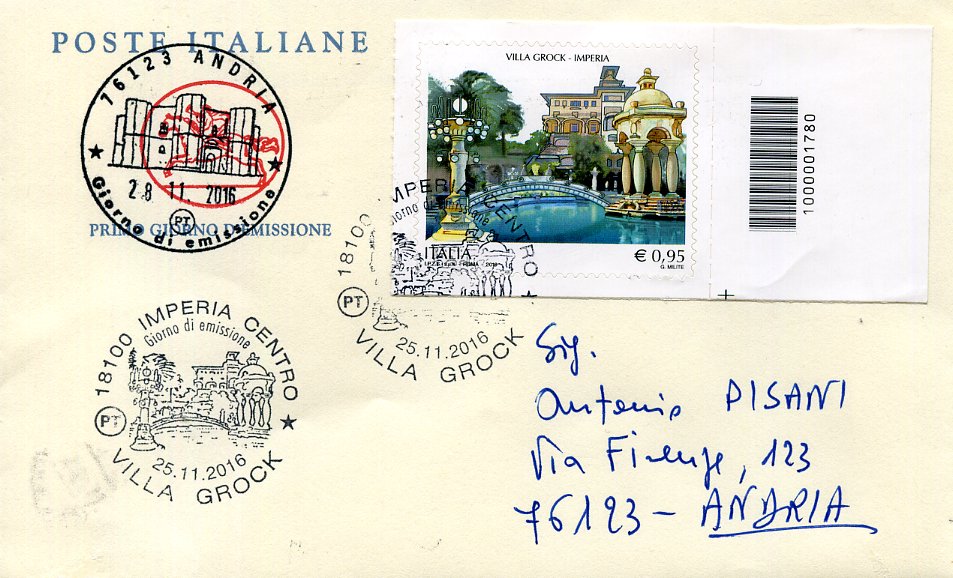 POSTE ITALIANE
76123 ANDRIA
28.11.2016
Giorno di emissione
PT
PRIMO GIORNO D'EMISSIONE
VILLA GROCK - IMPERIA
ITALIA
ROMA
€ 0,95
G. MILITE
1000001780
18100 IMPERIA CENTRO
Giorno di emissione
PT
25.11.2016
VILLA GROCK
18100 IMPERIA CENTRO
Giorno di emissione
PT
25.11.2016
VILLA GROCK
Sig.
Antonio PISANI
Via Firenze, 123
76123 - ANDRIA